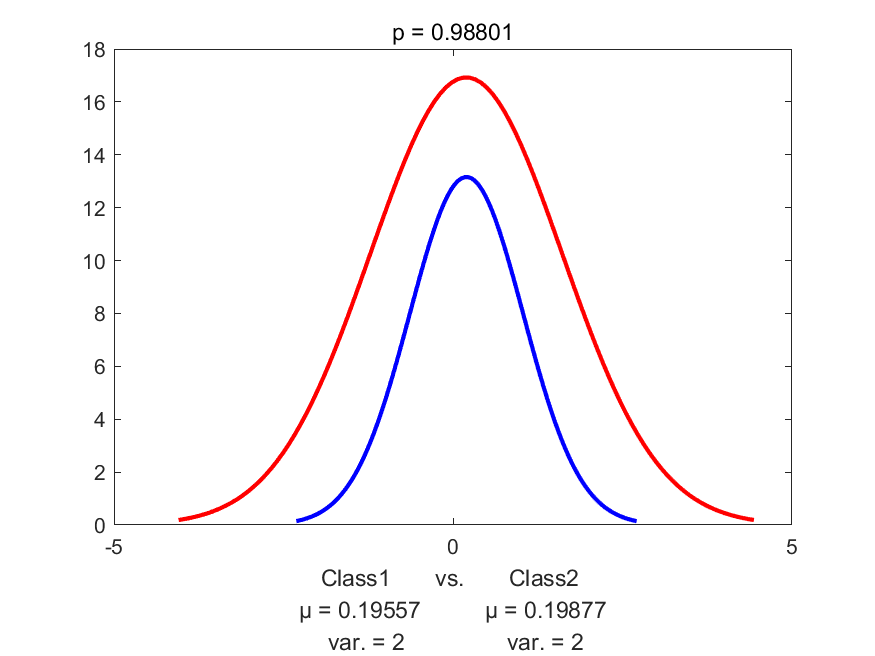 p = 0.98801
18
16
14
12
10
8
6
4
2
0
-5 0 5
Class1 vs. Class2
μ = 0.19557 μ = 0.19877
var. = 2 var. = 2